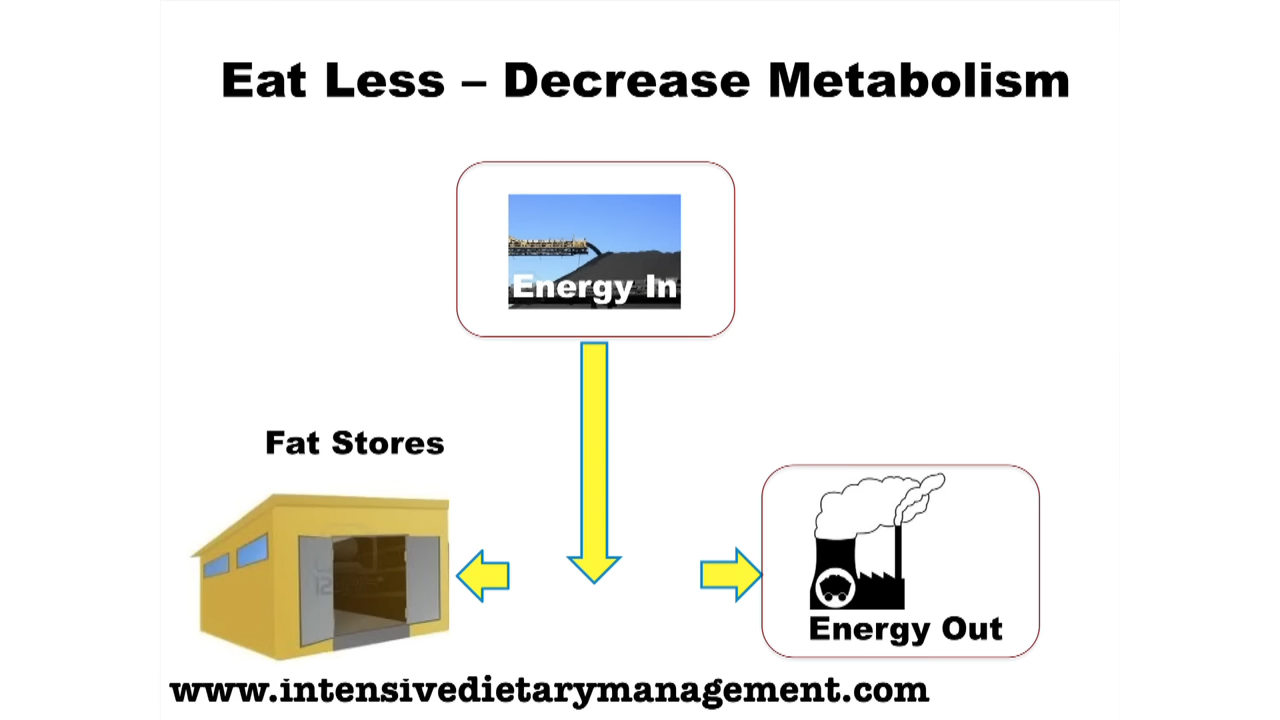 Eat Less – Decrease Metabolism
Energy In
Fat Stores
Energy Out
www.intensivedietarymanagement.com